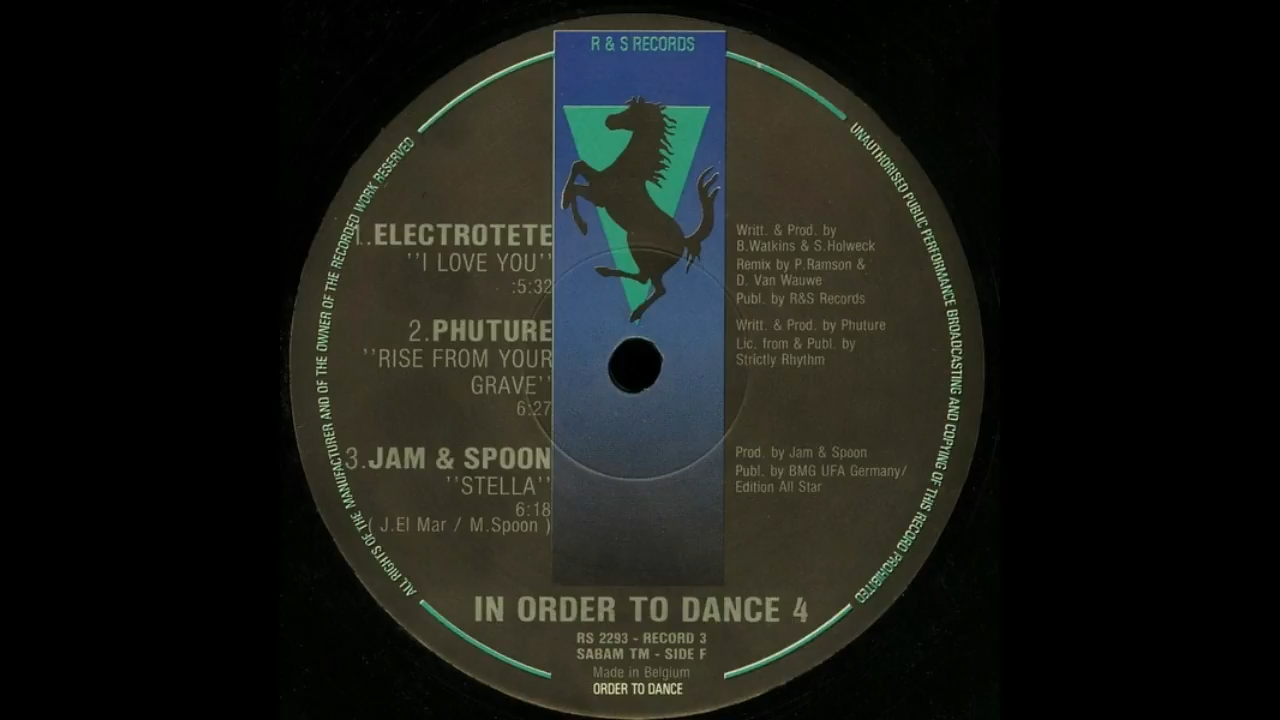 R & S RECORDS
ALL RIGHTS OF THE MANUFACTURER AND OF THE OWNER OF THE RECORDED WORK RESERVED
UNAUTHORISED PUBLIC PERFORMANCE BROADCASTING AND COPYING OF THIS RECORD PROHIBITED
1.ELECTROTETE
''I LOVE YOU''
:5:32
Writt. & Prod. by
B.Watkins & S.Holweck
Remix by P.Ramson &
D. Van Wauwe
Publ. by R&S Records
2.PHUTURE
''RISE FROM YOUR
GRAVE''
6:27
Writt. & Prod. by Phuture
Lic. from & Publ. by
Strictly Rhythm
3.JAM & SPOON
''STELLA''
6:18
( J.El Mar / M.Spoon )
Prod. by Jam & Spoon
Publ. by BMG UFA Germany/
Edition All Star
IN ORDER TO DANCE 4
RS 2293 - RECORD 3
SABAM TM - SIDE F
Made in Belgium
ORDER TO DANCE